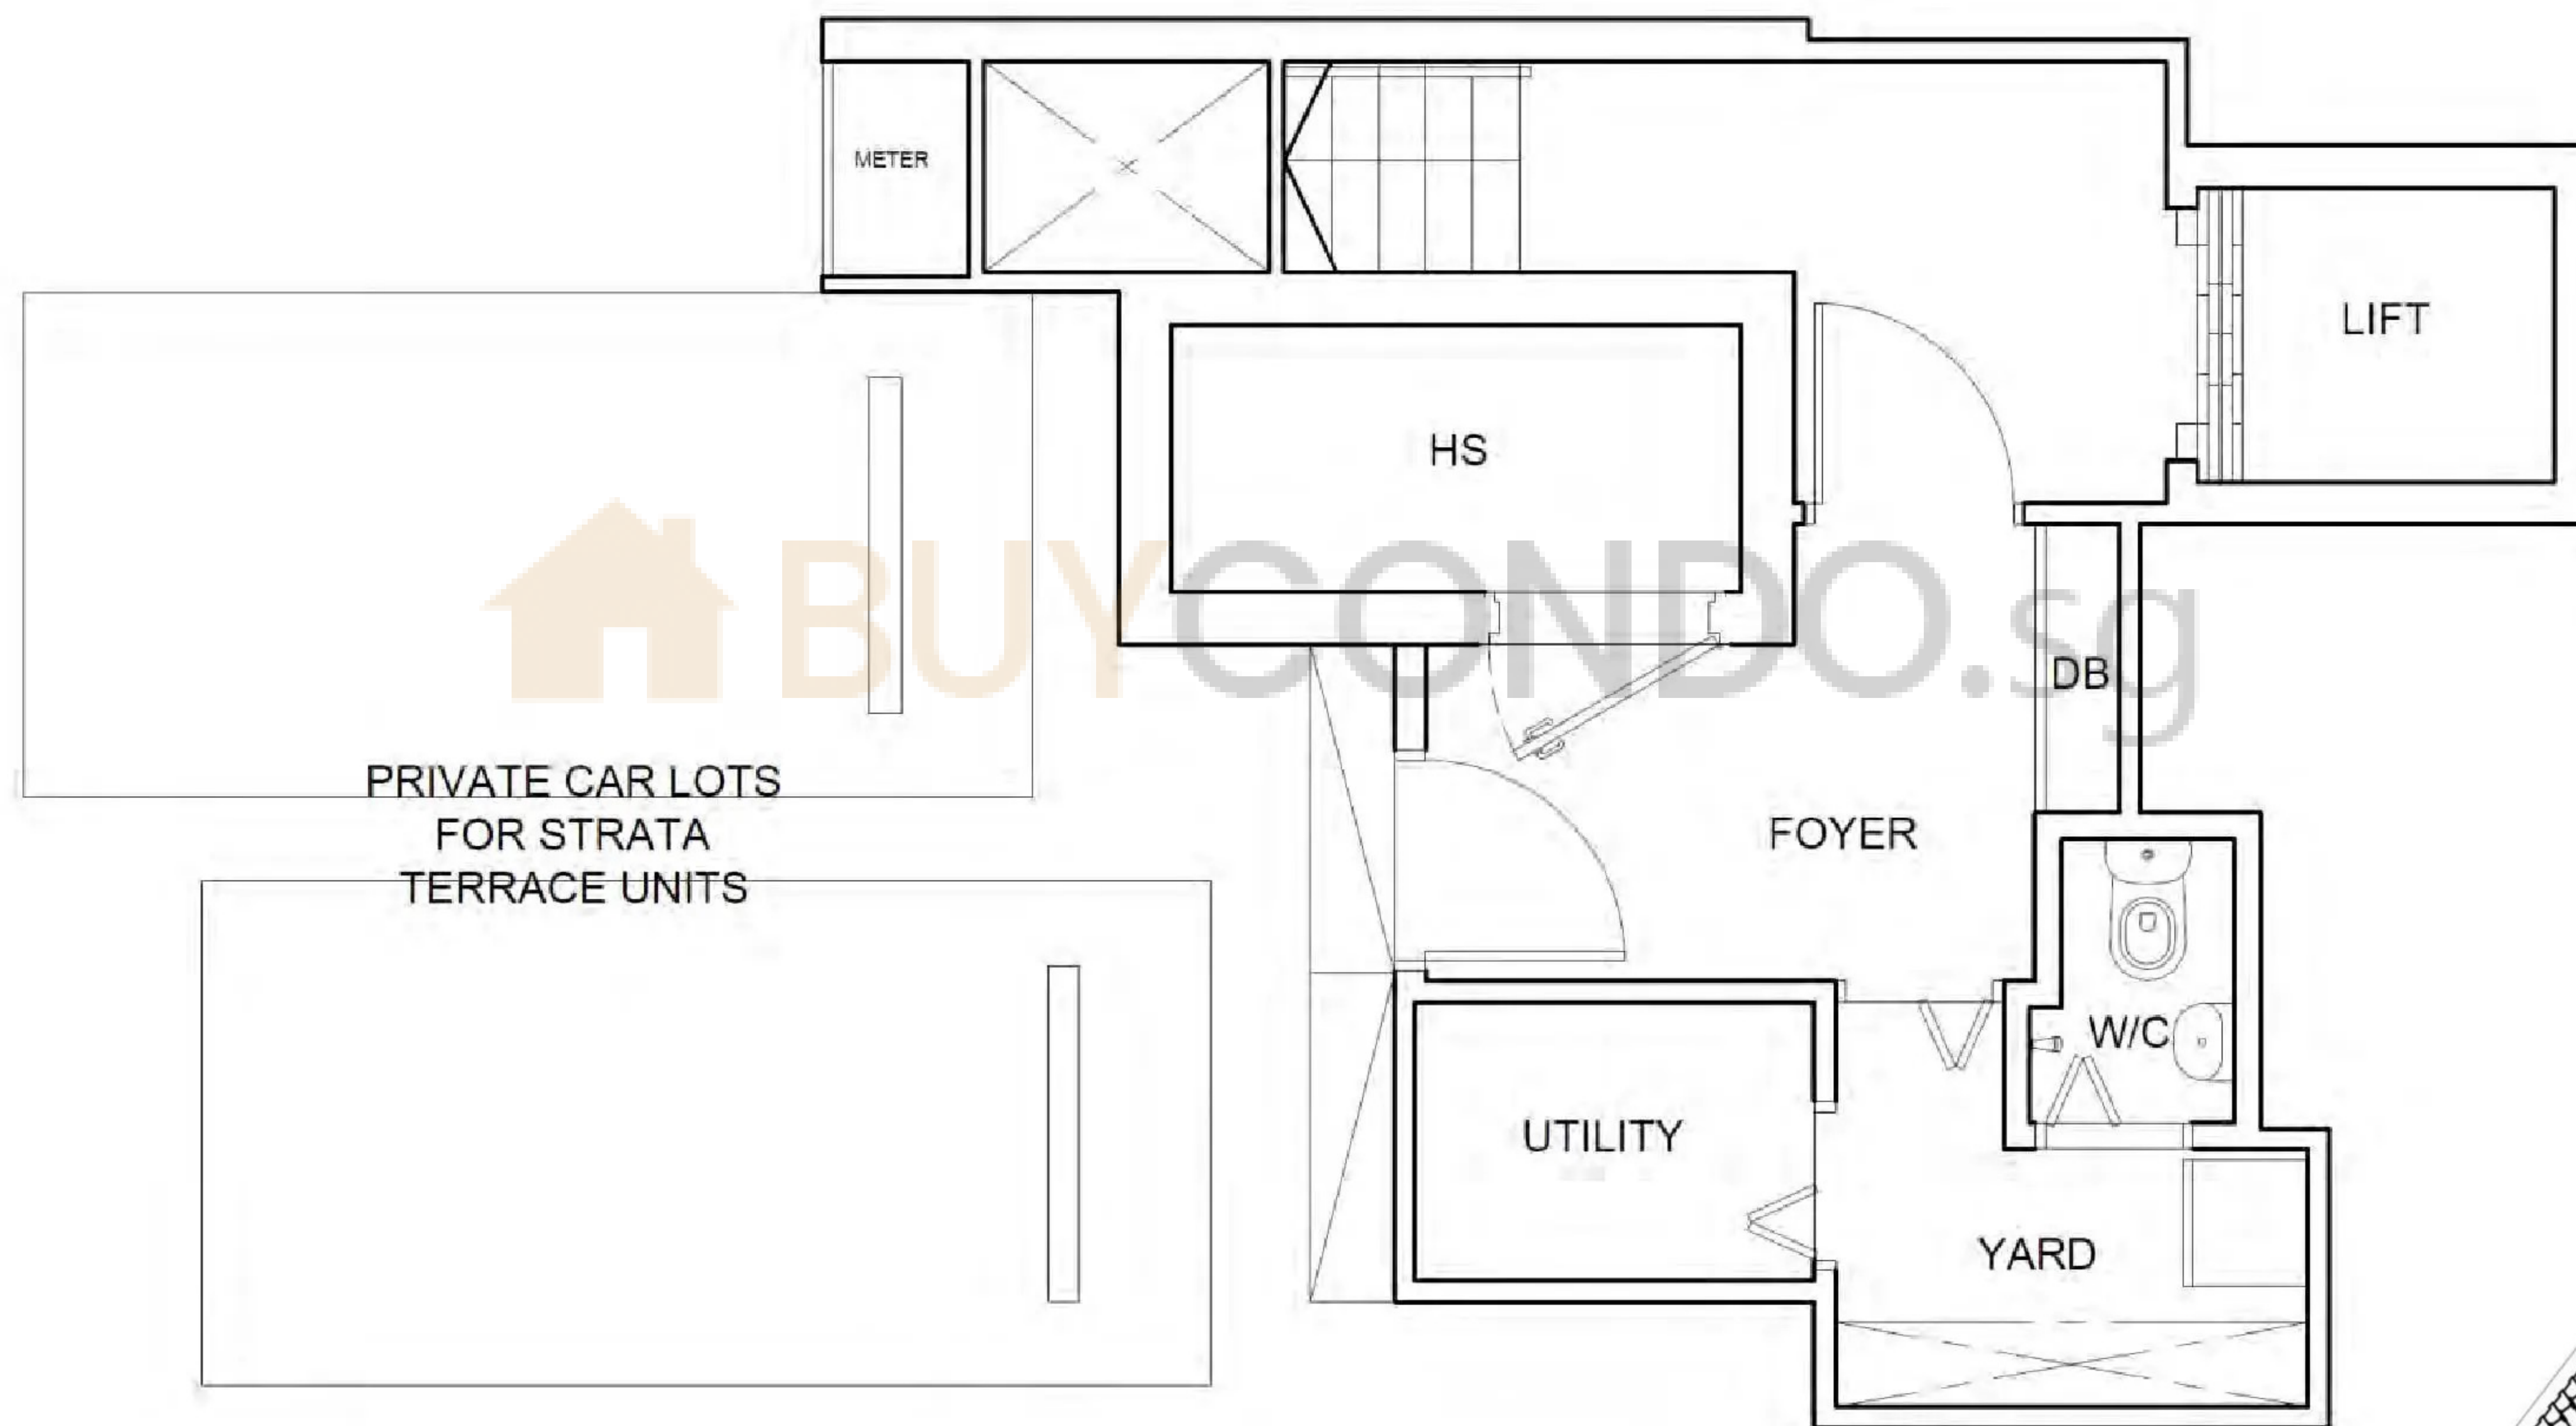 METER
LIFT
HS
BUYCONDO.sg
DB
PRIVATE CAR LOTS
FOR STRATA
TERRACE UNITS
FOYER
W/C
UTILITY
YARD